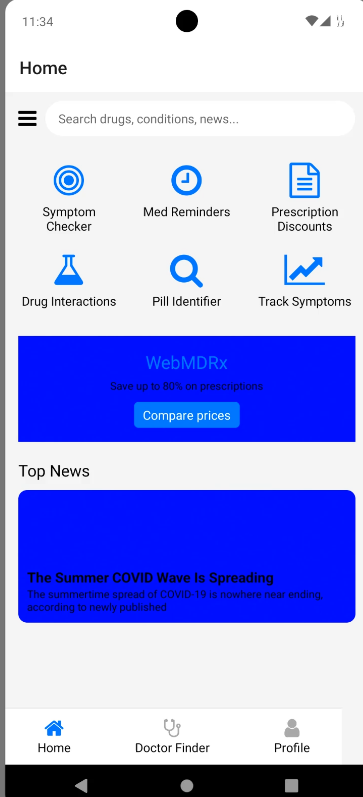 11:34
Home
Search drugs, conditions, news...
Symptom
Checker
Med Reminders
Prescription
Discounts
Drug Interactions
Pill Identifier
Track Symptoms
WebMDRx
Save up to 80% on prescriptions
Compare prices
Top News
The Summer COVID Wave Is Spreading
The summertime spread of COVID-19 is nowhere near ending,
according to newly published
Home
Doctor Finder
Profile